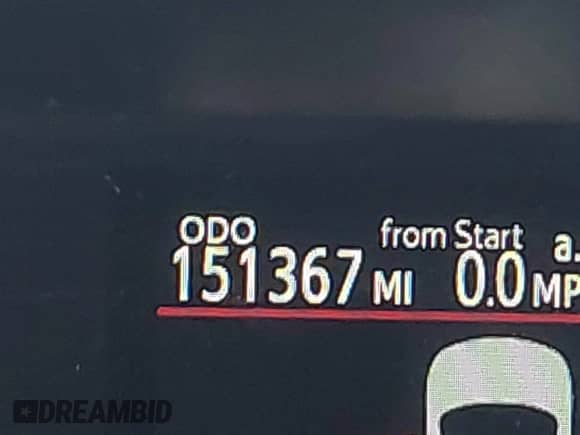 ODO from Start a.
151367 MI 0.0 MP
DREAMBID